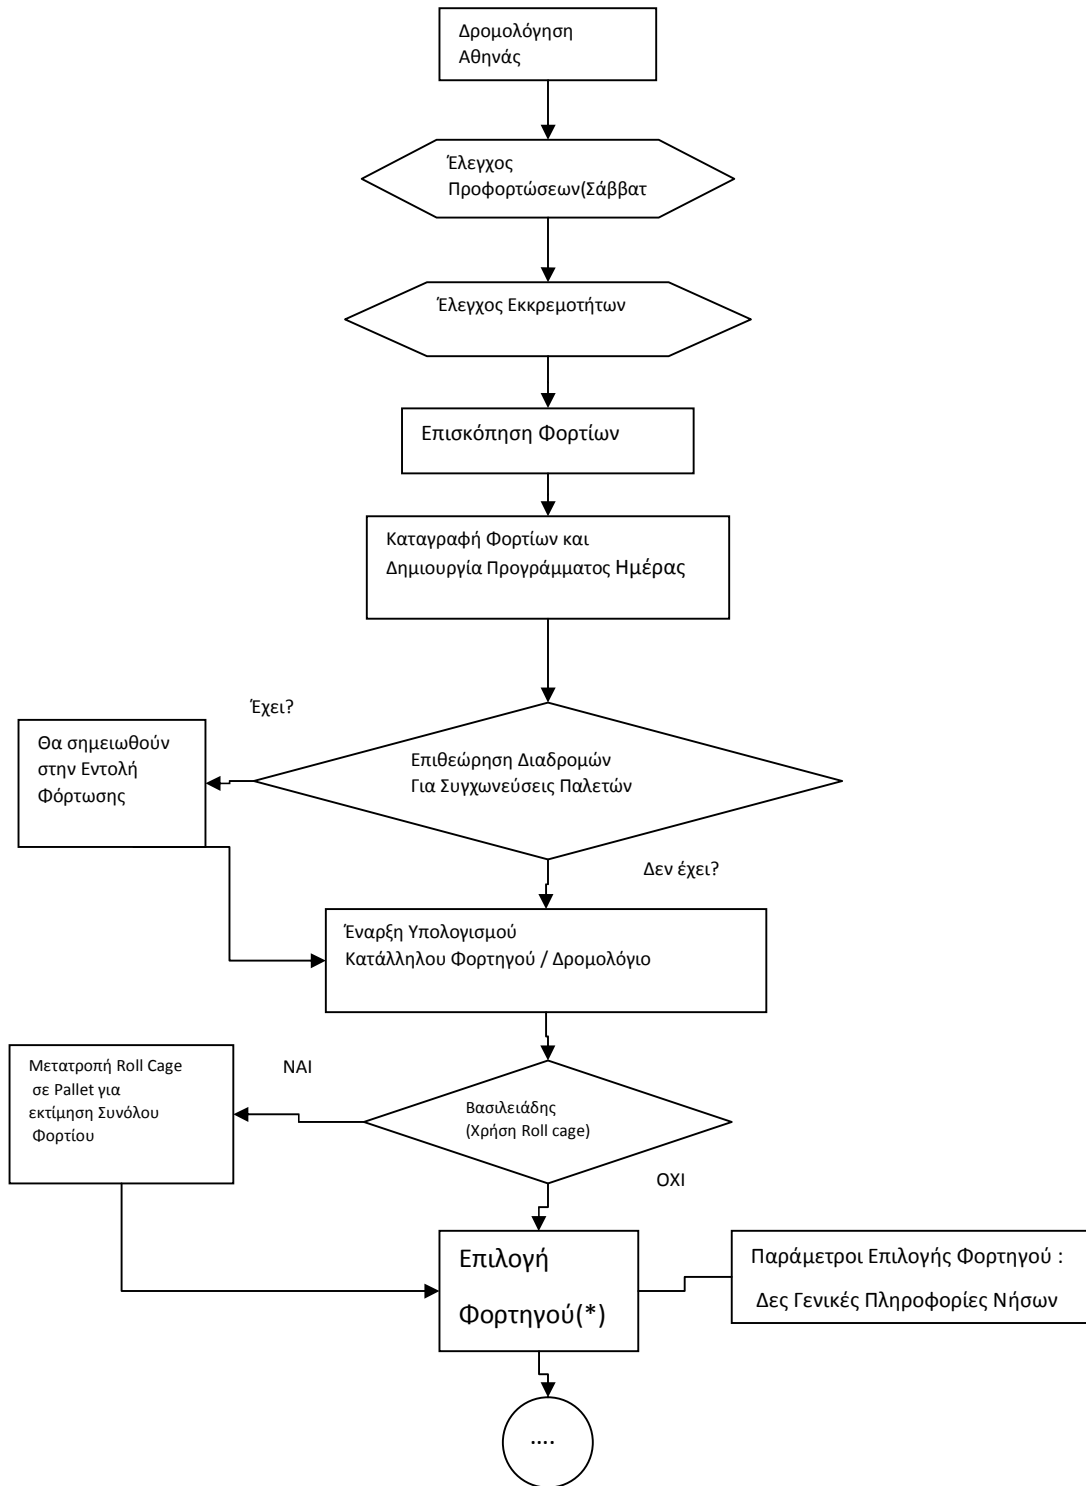 Δρομολόγηση
Αθηνάς
Έλεγχος
Προφορτώσεων(Σάββατ
Έλεγχος Εκκρεμοτήτων
Επισκόπηση Φορτίων
Καταγραφή Φορτίων και
Δημιουργία Προγράμματος Ημέρας
Έχει?
Θα σημειωθούν
στην Εντολή
Φόρτωσης
Επιθεώρηση Διαδρομών
Για Συγχωνεύσεις Παλετών
Δεν έχει?
Έναρξη Υπολογισμού
Κατάλληλου Φορτηγού / Δρομολόγιο
Μετατροπή Roll Cage
σε Pallet για
εκτίμηση Συνόλου
Φορτίου
ΝΑΙ
Βασιλειάδης
(Χρήση Roll cage)
ΟΧΙ
Επιλογή
Φορτηγού(*)
Παράμετροι Επιλογής Φορτηγού :
Δες Γενικές Πληροφορίες Νήσων
....